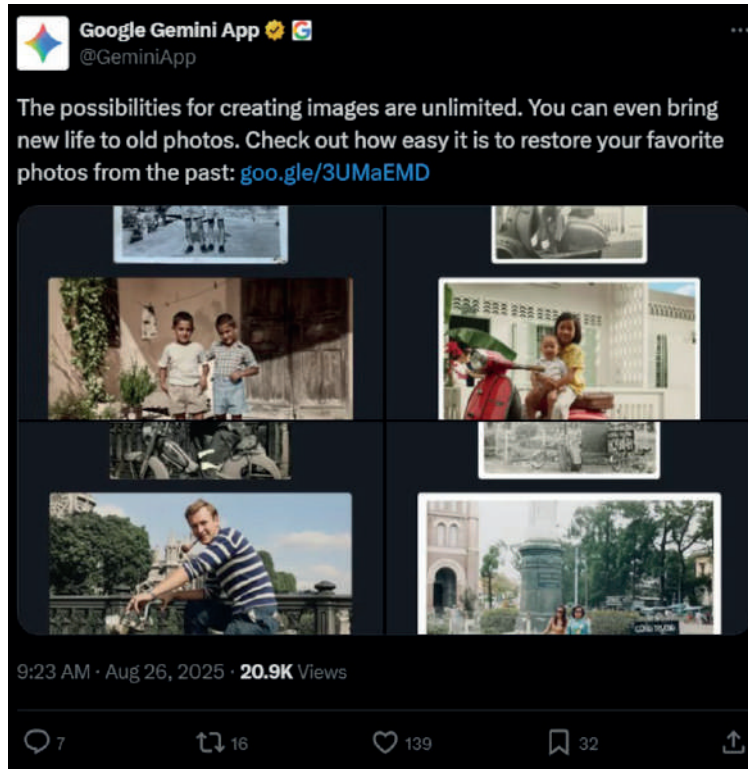 Google Gemini App
@GeminiApp
The possibilities for creating images are unlimited. You can even bring
new life to old photos. Check out how easy it is to restore your favorite
photos from the past: goo.gle/3UMaEMD
9:23 AM · Aug 26, 2025 · 20.9K Views
7 16 139 32